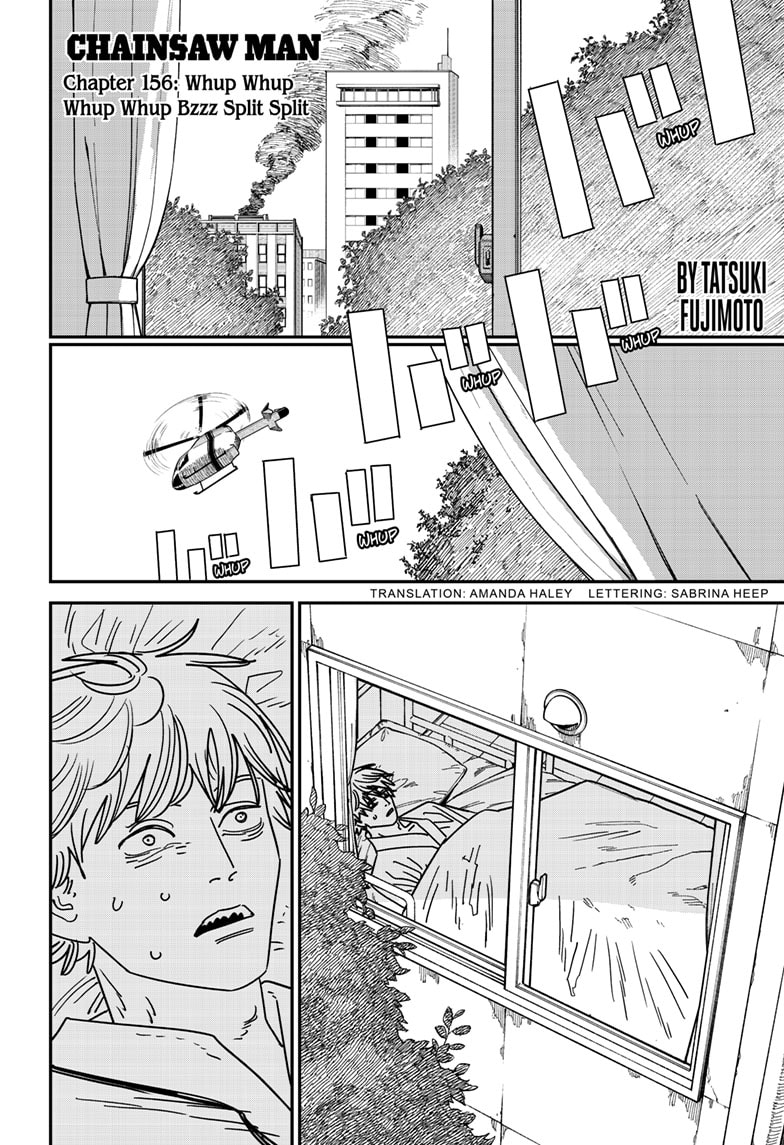 CHAINSAW MAN
Chapter 156: Whup Whup
Whup Whup Bzzz Split Split
WHUP
BY TATSUKI
FUJIMOTO
WHUP
WHUP
WHUP
WHUP
TRANSLATION: AMANDA HALEY LETTERING: SABRINA HEEP